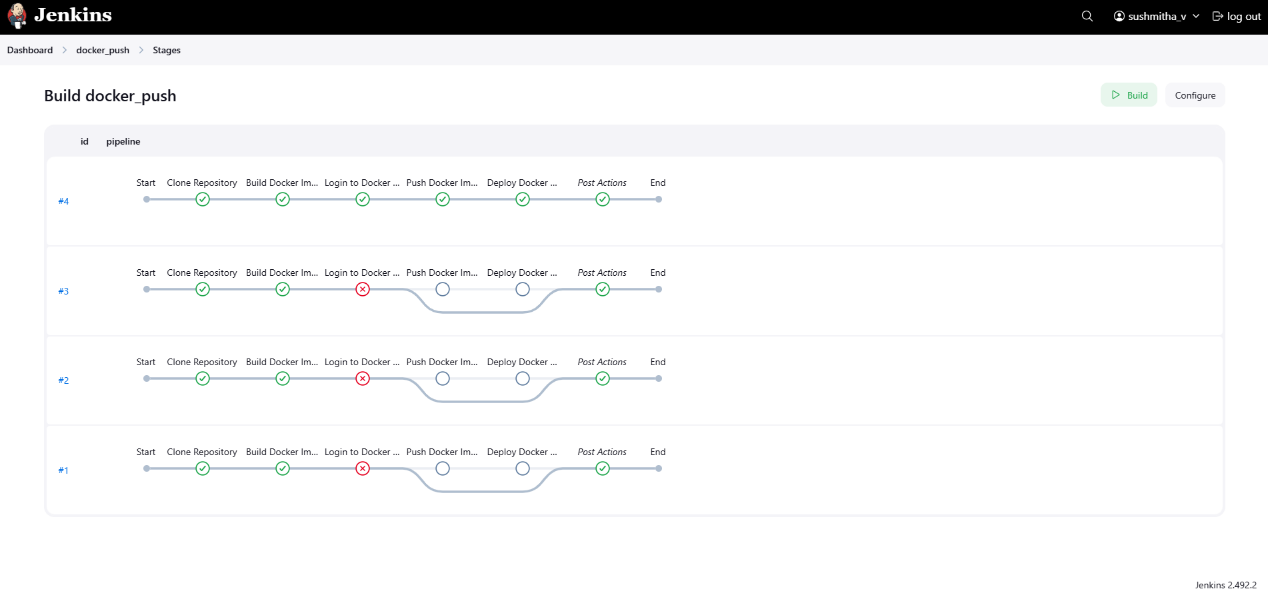 Jenkins
sushmitha_v
log out
Dashboard > docker_push > Stages
Build docker_push
Build
Configure
id pipeline
Start Clone Repository Build Docker Im... Login to Docker ... Push Docker Im... Deploy Docker ... Post Actions End
#4
Start Clone Repository Build Docker Im... Login to Docker ... Push Docker Im... Deploy Docker ... Post Actions End
#3
Start Clone Repository Build Docker Im... Login to Docker ... Push Docker Im... Deploy Docker ... Post Actions End
#2
Start Clone Repository Build Docker Im... Login to Docker ... Push Docker Im... Deploy Docker ... Post Actions End
#1
Jenkins 2.492.2